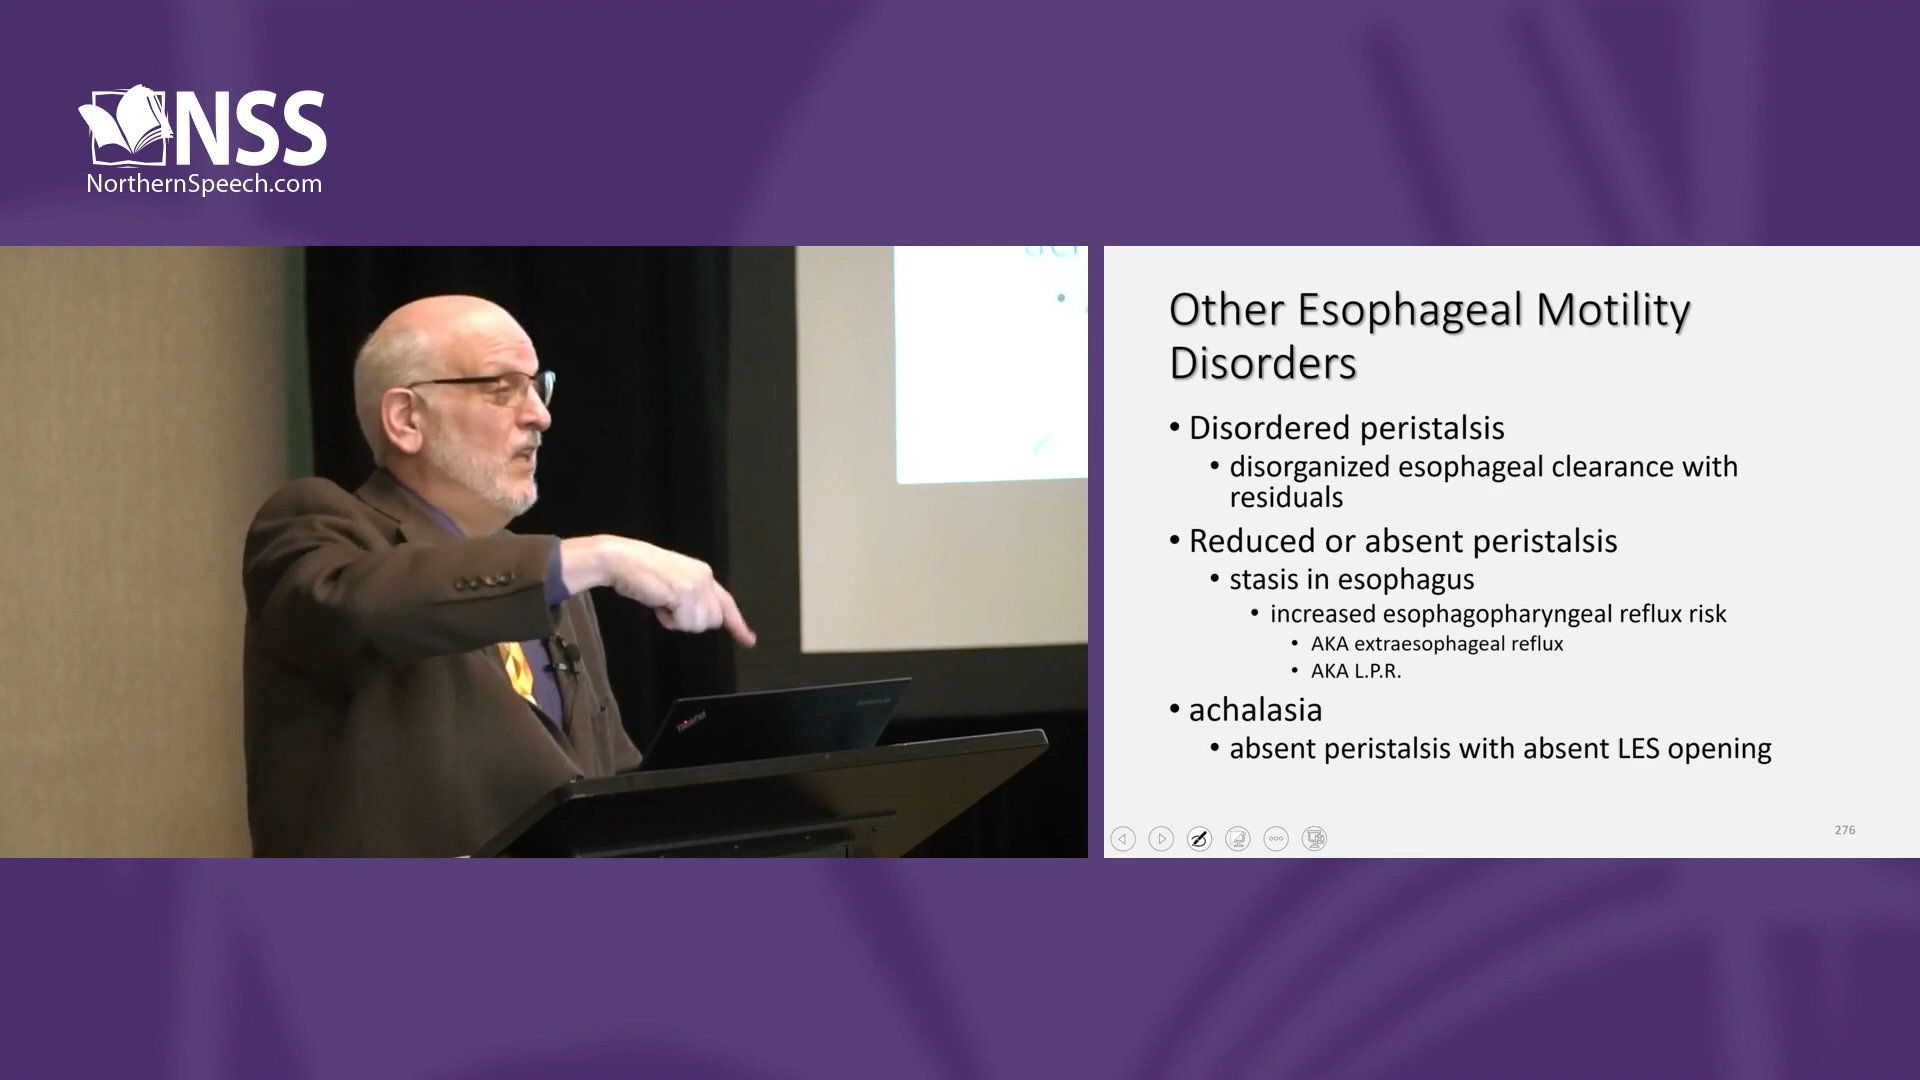 NSS
NorthernSpeech.com
Other Esophageal Motility
Disorders
• Disordered peristalsis
• disorganized esophageal clearance with
residuals
• Reduced or absent peristalsis
• stasis in esophagus
• increased esophagopharyngeal reflux risk
• AKA extraesophageal reflux
• AKA L.P.R.
• achalasia
• absent peristalsis with absent LES opening
276
ThinkPad